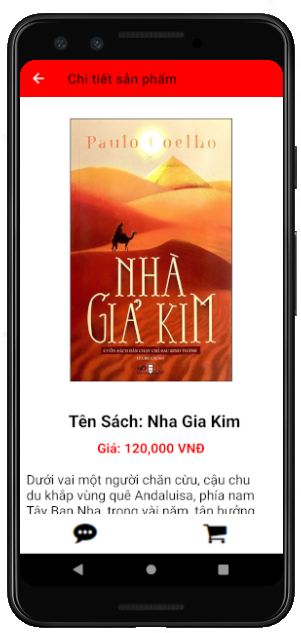 Chi tiết sản phẩm
Paulo Coelho
NHÀ
GIẢ KIM
Tên Sách: Nha Gia Kim
Giá: 120,000 VNĐ
Dưới vai một người chăn cừu, cậu chu
du khắp vùng quê Andaluisa, phía nam
Tây Ban Nha, trong vài năm, tận hưởng